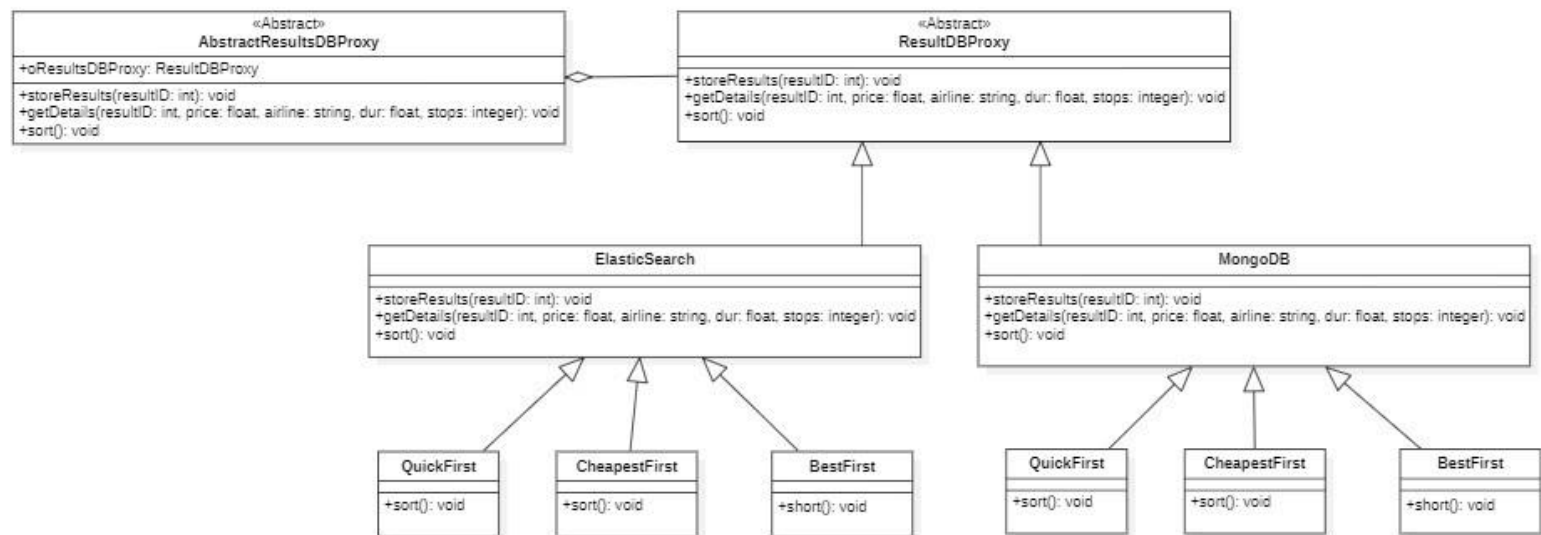 «Abstract»
AbstractResultsDBProxy
+oResultsDBProxy: ResultDBProxy
+storeResults(resultID: int): void
+getDetails(resultID: int, price: float, airline: string, dur: float, stops: integer): void
+sort(): void
«Abstract»
ResultDBProxy
+storeResults(resultID: int): void
+getDetails(resultID: int, price: float, airline: string, dur: float, stops: integer): void
+sort(): void
ElasticSearch
+storeResults(resultID: int): void
+getDetails(resultID: int, price: float, airline: string, dur: float, stops: integer): void
+sort(): void
MongoDB
+storeResults(resultID: int): void
+getDetails(resultID: int, price: float, airline: string, dur: float, stops: integer): void
+sort(): void
QuickFirst
+sort(): void
CheapestFirst
+sort(): void
BestFirst
+short(): void
QuickFirst
+sort(): void
CheapestFirst
+sort(): void
BestFirst
+short(): void